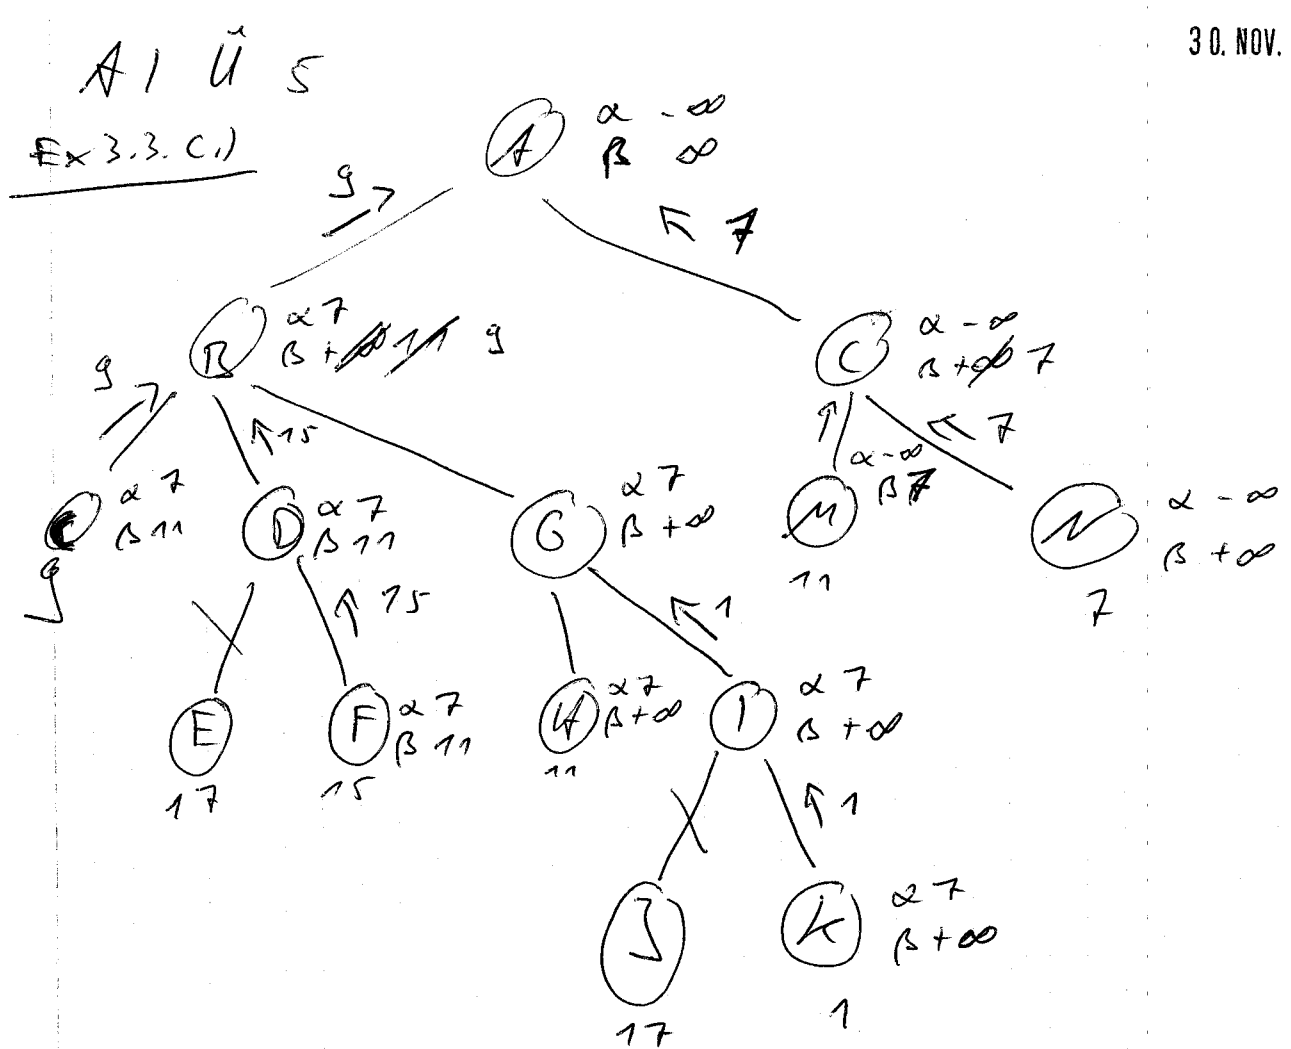 30. NOV.
AI Ü 5
Ex 3.3. c.)
A
α - ∞
β ∞
9
7
B
α 7
β +∞ 11 9
C
α - ∞
β +∞ 7
9
15
7
α 7
β 11
9
D
α 7
β 11
G
α 7
β +∞
M
α - ∞
β 7
11
N
α - ∞
β + ∞
7
15
1
E
17
F
α 7
β 11
15
H
α 7
β +∞
11
I
α 7
β +∞
1
J
17
K
α 7
β +∞
1